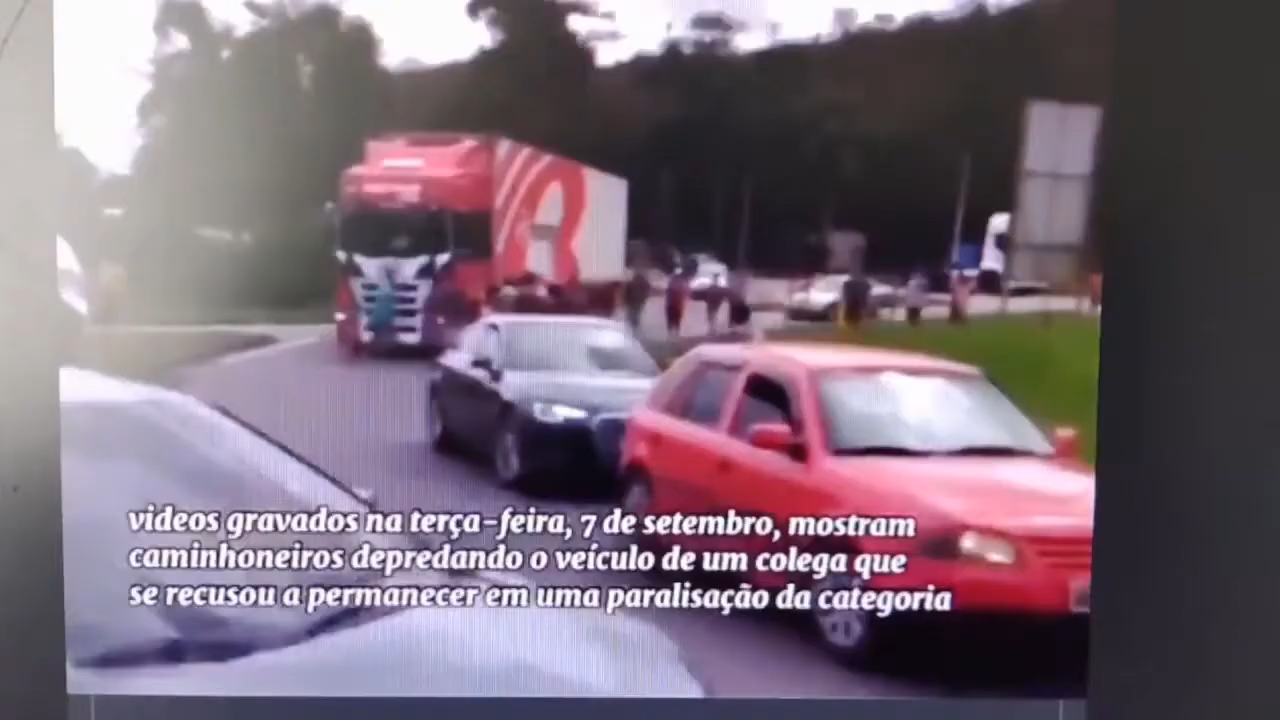 videos gravados na terça-feira, 7 de setembro, mostram
caminhoneiros depredando o veículo de um colega que
se recusou a permanecer em uma paralisação da categoria